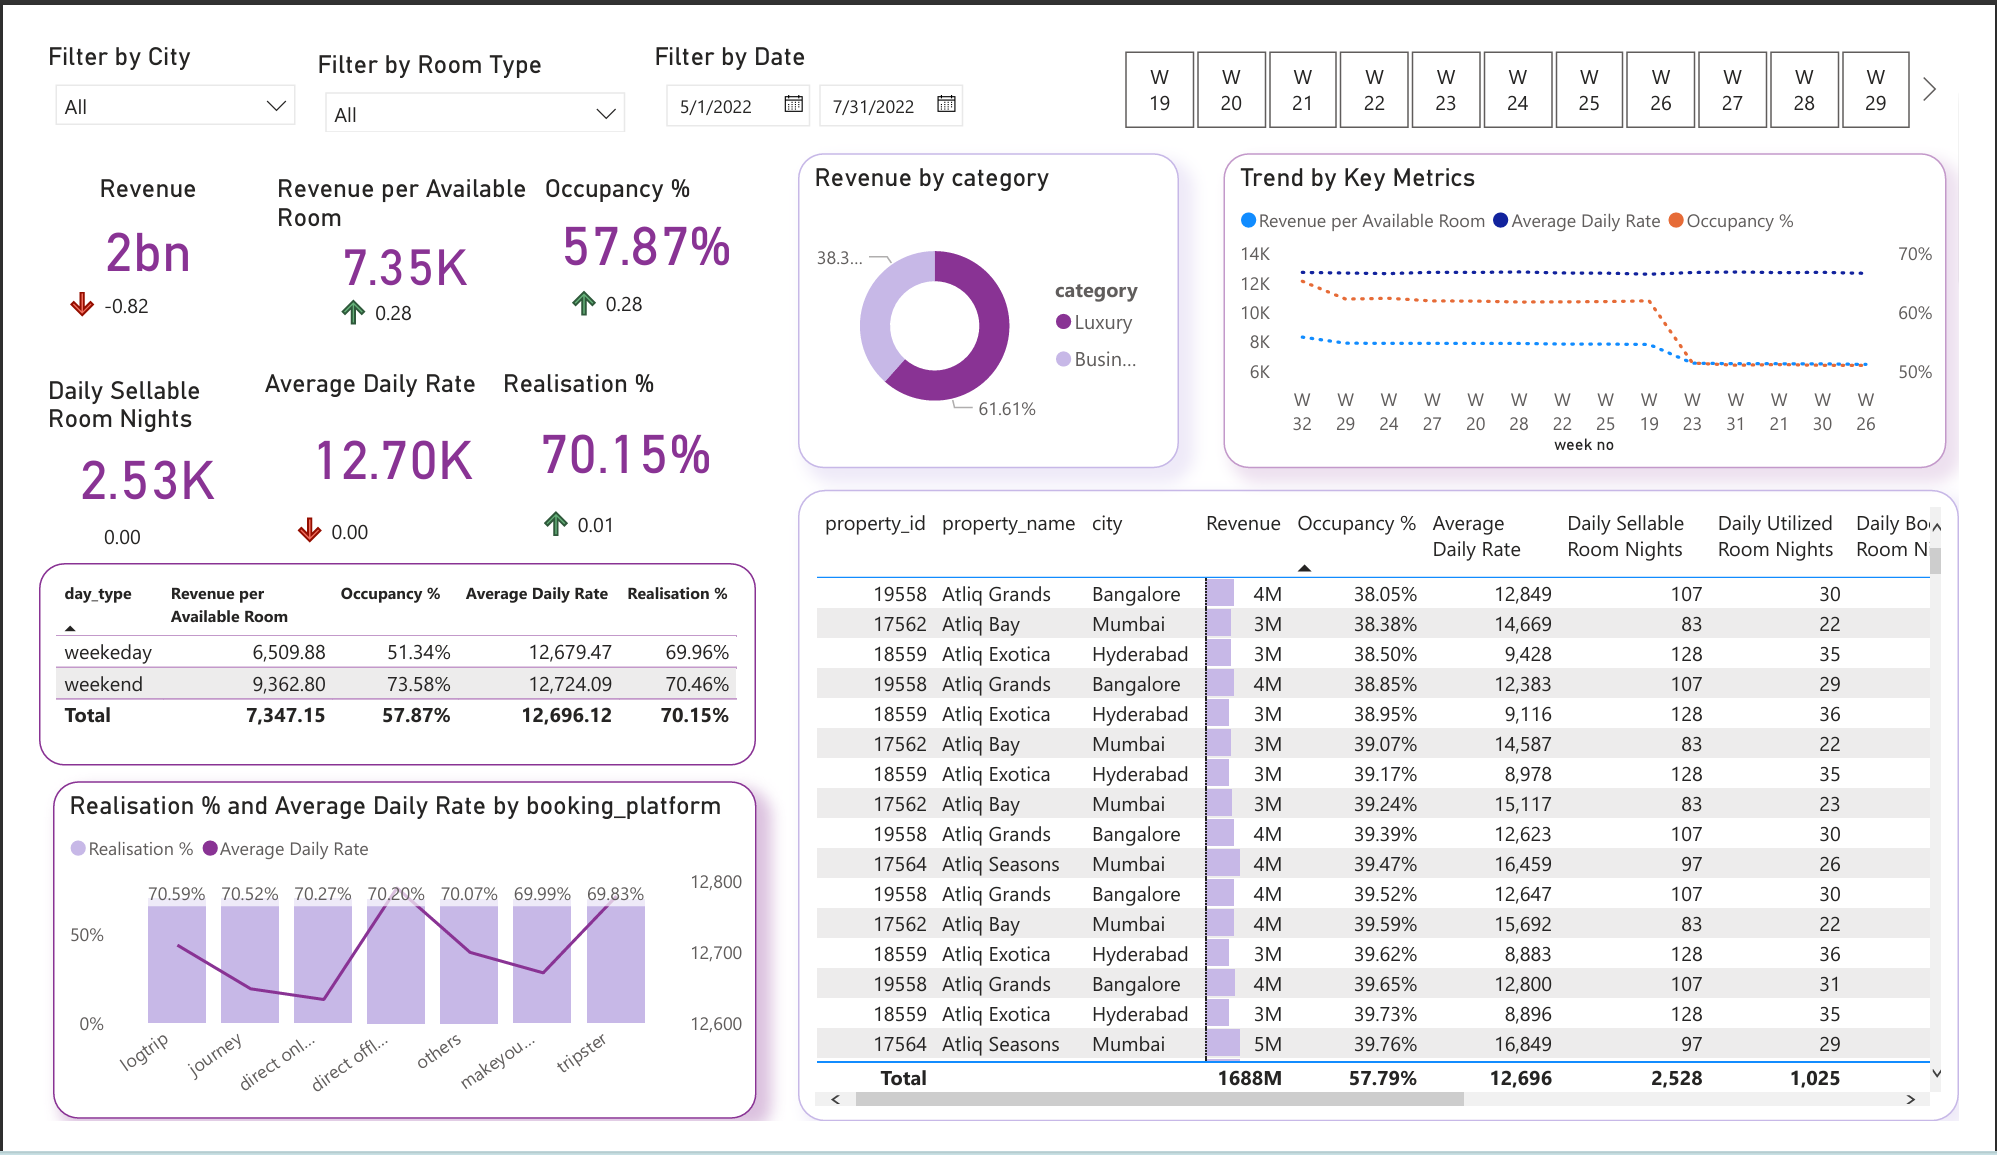 Filter by City
All
Filter by Room Type
All
Filter by Date
5/1/2022
7/31/2022
W 19
W 20
W 21
W 22
W 23
W 24
W 25
W 26
W 27
W 28
W 29
Revenue
2bn
-0.82
Revenue per Available
Room
7.35K
0.28
Occupancy %
57.87%
0.28
Daily Sellable
Room Nights
2.53K
0.00
Average Daily Rate
12.70K
0.00
Realisation %
70.15%
0.01
Revenue by category
38.3...
61.61%
category
Luxury
Busin...
Trend by Key Metrics
Revenue per Available Room Average Daily Rate Occupancy %
14K
12K
10K
8K
6K
70%
60%
50%
W W W W W W W W W W W W W W
32 29 24 27 20 28 22 25 19 23 31 21 30 26
week no
day_type Revenue per Available Room Occupancy % Average Daily Rate Realisation %
weekeday 6,509.88 51.34% 12,679.47 69.96%
weekend 9,362.80 73.58% 12,724.09 70.46%
Total 7,347.15 57.87% 12,696.12 70.15%
Realisation % and Average Daily Rate by booking_platform
Realisation % Average Daily Rate
70.59% 70.52% 70.27% 70.20% 70.07% 69.99% 69.83%
50%
0%
12,800
12,700
12,600
logtrip
journey
direct onl...
direct offl...
others
makeyou...
tripster
property_id property_name city Revenue Occupancy % Average Daily Rate Daily Sellable Room Nights Daily Utilized Room Nights Daily Bo Room N
19558 Atliq Grands Bangalore 4M 38.05% 12,849 107 30
17562 Atliq Bay Mumbai 3M 38.38% 14,669 83 22
18559 Atliq Exotica Hyderabad 3M 38.50% 9,428 128 35
19558 Atliq Grands Bangalore 4M 38.85% 12,383 107 29
18559 Atliq Exotica Hyderabad 3M 38.95% 9,116 128 36
17562 Atliq Bay Mumbai 3M 39.07% 14,587 83 22
18559 Atliq Exotica Hyderabad 3M 39.17% 8,978 128 35
17562 Atliq Bay Mumbai 3M 39.24% 15,117 83 23
19558 Atliq Grands Bangalore 4M 39.39% 12,623 107 30
17564 Atliq Seasons Mumbai 4M 39.47% 16,459 97 26
19558 Atliq Grands Bangalore 4M 39.52% 12,647 107 30
17562 Atliq Bay Mumbai 4M 39.59% 15,692 83 22
18559 Atliq Exotica Hyderabad 3M 39.62% 8,883 128 36
19558 Atliq Grands Bangalore 4M 39.65% 12,800 107 31
18559 Atliq Exotica Hyderabad 3M 39.73% 8,896 128 35
17564 Atliq Seasons Mumbai 5M 39.76% 16,849 97 29
Total 1688M 57.79% 12,696 2,528 1,025